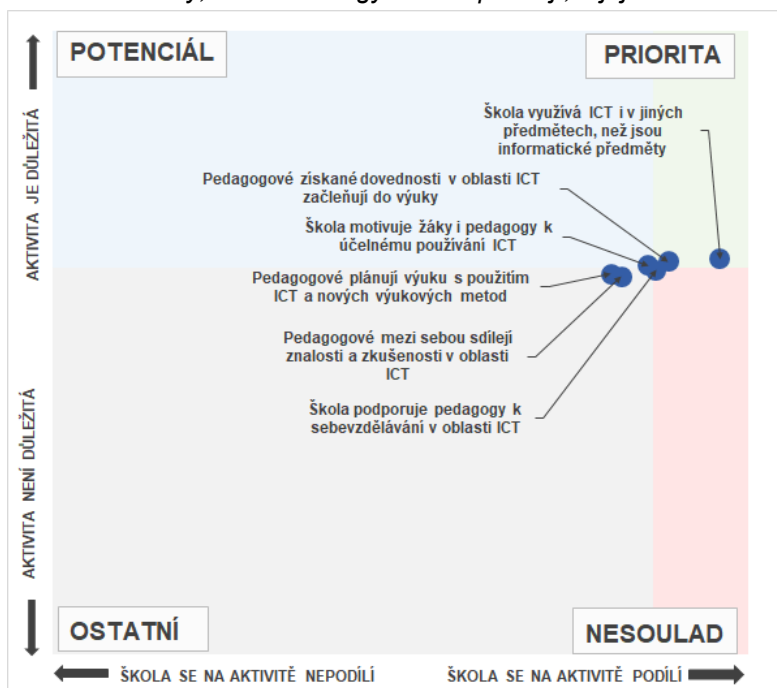 POTENCIÁL
PRIORITA
Škola využívá ICT i v jiných
předmětech, než jsou
informatické předměty
Pedagogové získané dovednosti v oblasti ICT
začleňují do výuky
Škola motivuje žáky i pedagogy k
účelnému používání ICT
Pedagogové plánují výuku s použitím
ICT a nových výukových metod
Pedagogové mezi sebou sdílejí
znalosti a zkušenosti v oblasti
ICT
Škola podporuje pedagogy k
sebevzdělávání v oblasti ICT
AKTIVITA JE DŮLEŽITÁ
AKTIVITA NENÍ DŮLEŽITÁ
OSTATNÍ
NESOULAD
ŠKOLA SE NA AKTIVITĚ NEPODÍLÍ
ŠKOLA SE NA AKTIVITĚ PODÍLÍ